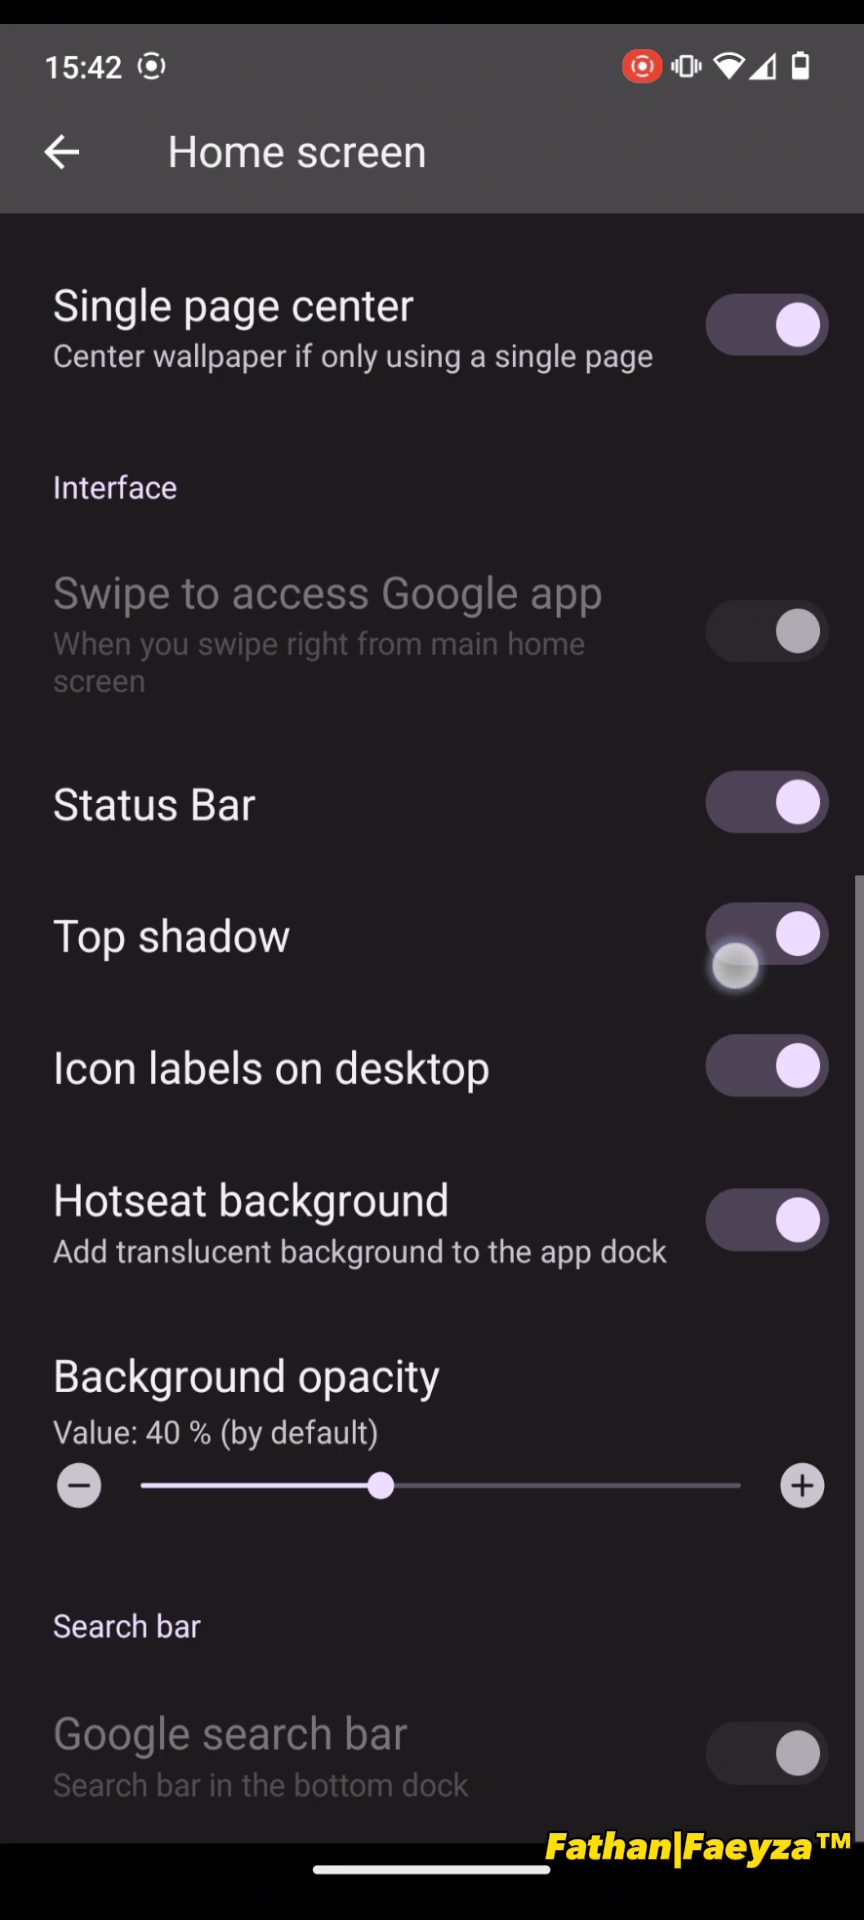 15:42
Home screen
Single page center
Center wallpaper if only using a single page
Interface
Swipe to access Google app
When you swipe right from main home
screen
Status Bar
Top shadow
Icon labels on desktop
Hotseat background
Add translucent background to the app dock
Background opacity
Value: 40 % (by default)
Search bar
Google search bar
Search bar in the bottom dock
Fathan|Faeyza™